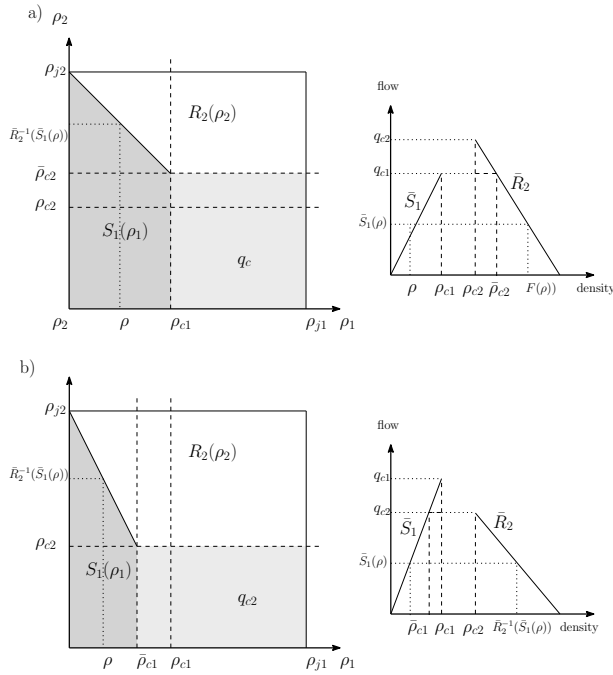 a)
ρ₂
ρⱼ₂
R₂(ρ₂)
R̄₂⁻¹(S̄₁(ρ))
ρ̄c2
ρc2
S₁(ρ₁)
qc
ρ₂
ρ
ρc1
ρj1
ρ₁
flow
qc2
qc1
S̄₁
R̄₂
S̄₁(ρ)
ρ
ρc1
ρc2
ρ̄c2
F(ρ))
density
b)
ρj2
R₂(ρ₂)
R̄₂⁻¹(S̄₁(ρ))
ρc2
S₁(ρ₁)
qc2
ρ
ρ̄c1
ρc1
ρj1
ρ₁
flow
qc1
qc2
S̄₁
R̄₂
S̄₁(ρ)
ρ̄c1
ρc1
ρc2
R̄₂⁻¹(S̄₁(ρ))
density